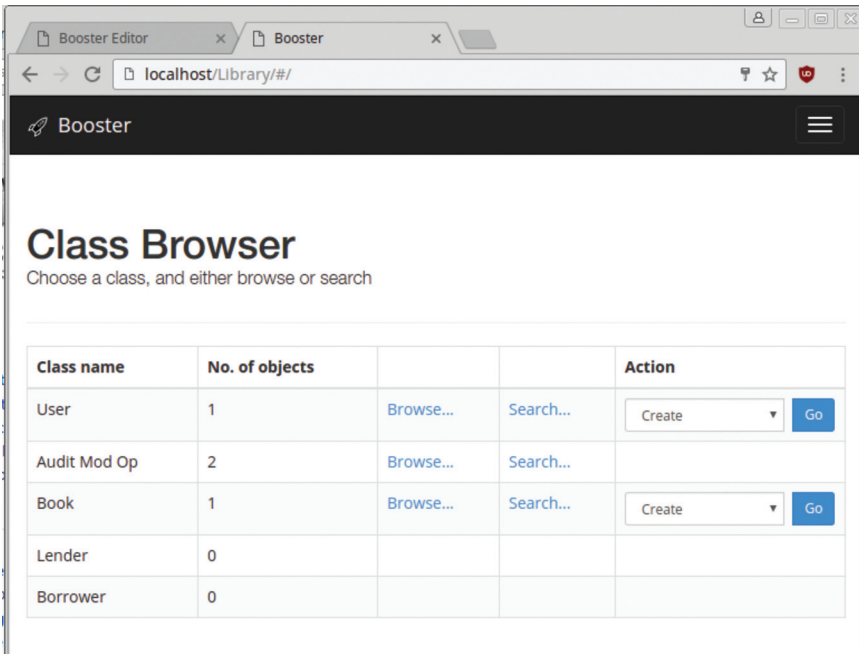 Booster Editor
Booster
localhost/Library/#/
Booster
Class Browser
Choose a class, and either browse or search
Class name No. of objects Action
User 1 Browse... Search... Create Go
Audit Mod Op 2 Browse... Search...
Book 1 Browse... Search... Create Go
Lender 0
Borrower 0